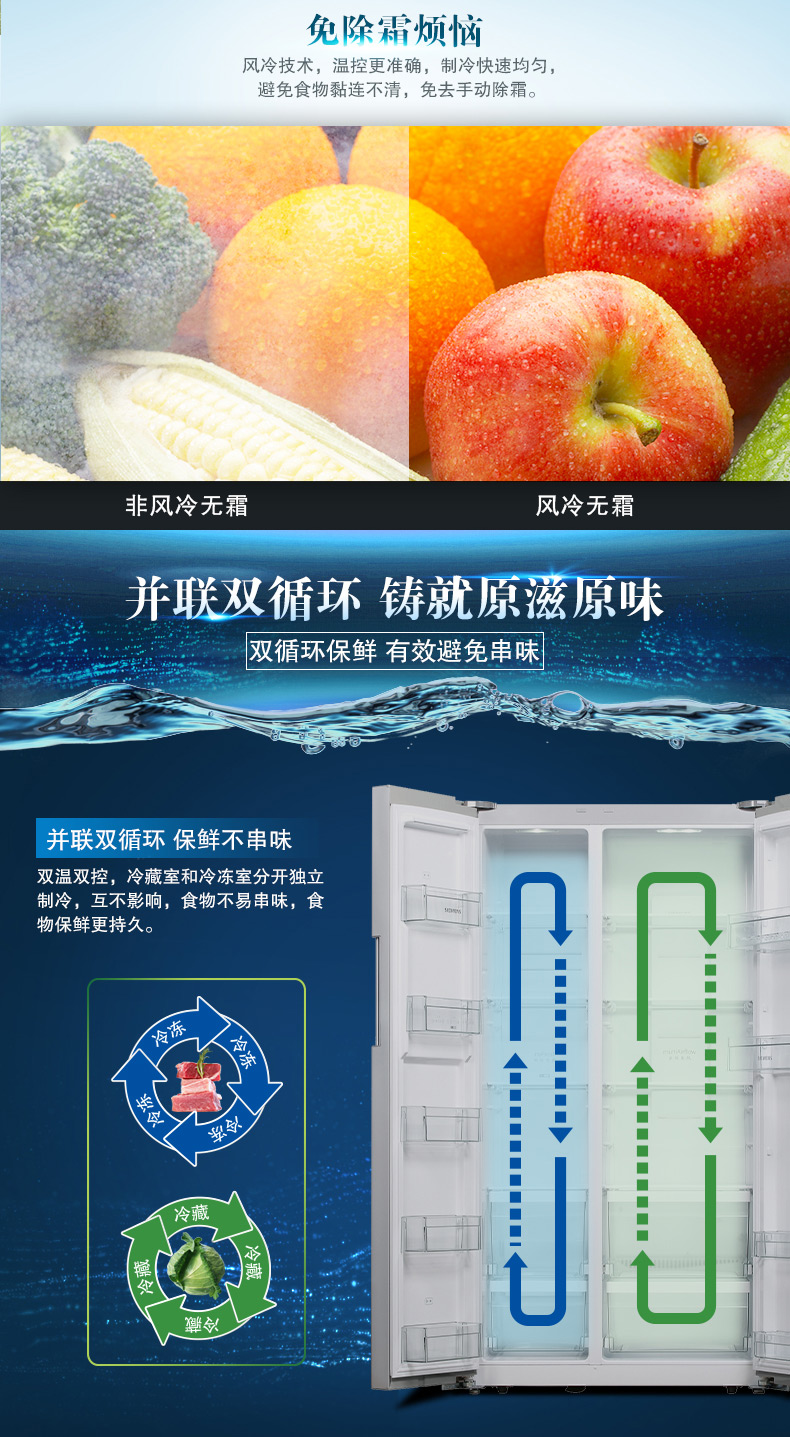 免除霜烦恼
风冷技术，温控更准确，制冷快速均匀，
避免食物黏连不清，免去手动除霜。
非风冷无霜
风冷无霜
并联双循环 铸就原滋原味
双循环保鲜 有效避免串味
并联双循环 保鲜不串味
双温双控，冷藏室和冷冻室分开独立
制冷，互不影响，食物不易串味，食
物保鲜更持久。
冷冻
冷冻
冷冻
冷冻
冷藏
冷藏
冷藏
冷藏
SIEMENS